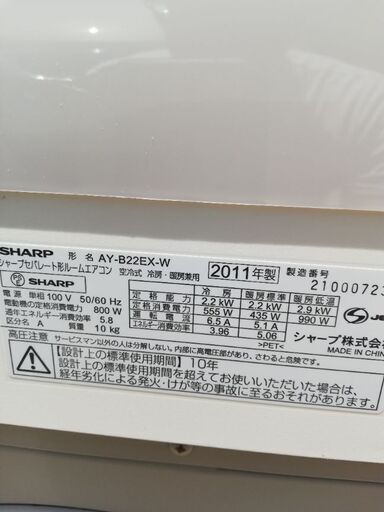 SHARP 形 名 AY-B22EX-W
シャープセパレート形ルームエアコン 空冷式 冷房・暖房兼用 2011年製 製造番号
PS E SHARP 2100072
電源 単相100V 50/60Hz
電動機の定格消費電力 800W
通年エネルギー消費効率 5.8
区分名 A 質量 10kg
冷房 暖房標準 暖房低温
定格能力 2.2kW 2.2kW 2.9kW
定格消費電力 555W 435W 990W
運転電流 6.5A 5.1A
エネルギー消費効率 3.96 5.06
>PET<
シャープ株式会
MADE IN CHIN
高圧注意 サービスマン以外の人は分解しない。内部に高電圧部が有り、さわると危険です。
【設計上の標準使用期間】10年
設計上の標準使用期間を超えてお使いいただいた場合は、
経年劣化による発火・けが等の事故に至るおそれがあります。